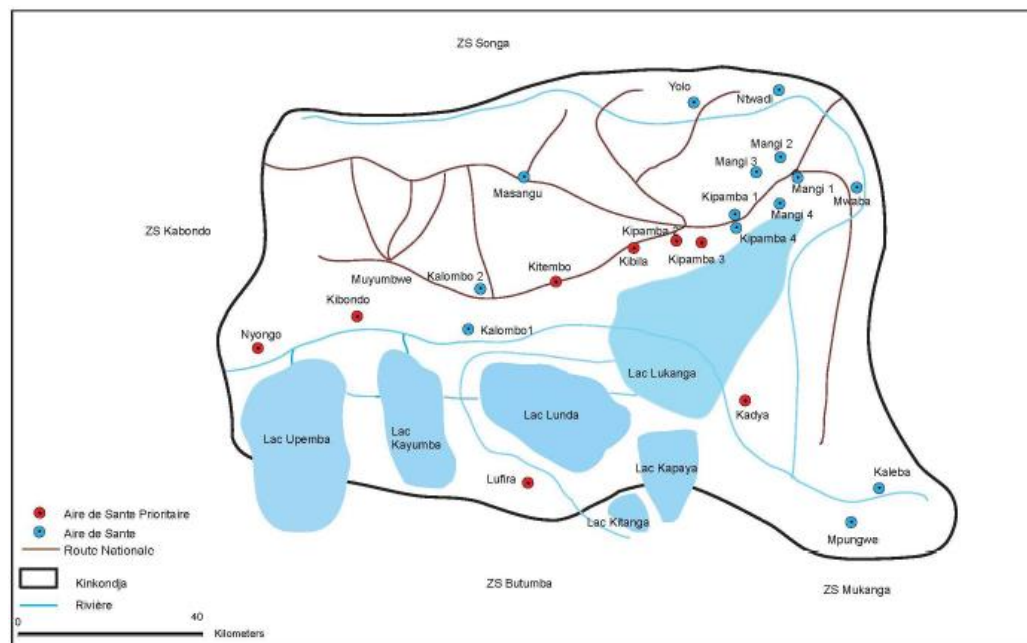 ZS Songa
Yolo
Ntwadi
Mangi 2
Mangi 3
Masangu
Mangi 1
Mwaba
Kipamba 1
Mangi 4
ZS Kabondo
Kipamba 2
Kipamba 4
Kibila
Kipamba 3
Kitembo
Muyumbwe
Kalombo 2
Kibondo
Nyongo
Kalombo1
Lac Lukanga
Kadya
Lac Lunda
Lac Upemba
Lac
Kayumba
Lac Kapaya
Lufira
Kaleba
Lac Kitanga
Mpungwe
Aire de Sante Prioritaire
Aire de Sante
Route Nationale
Kinkondja
Rivière
ZS Butumba
ZS Mukanga
0
40
Kilometers